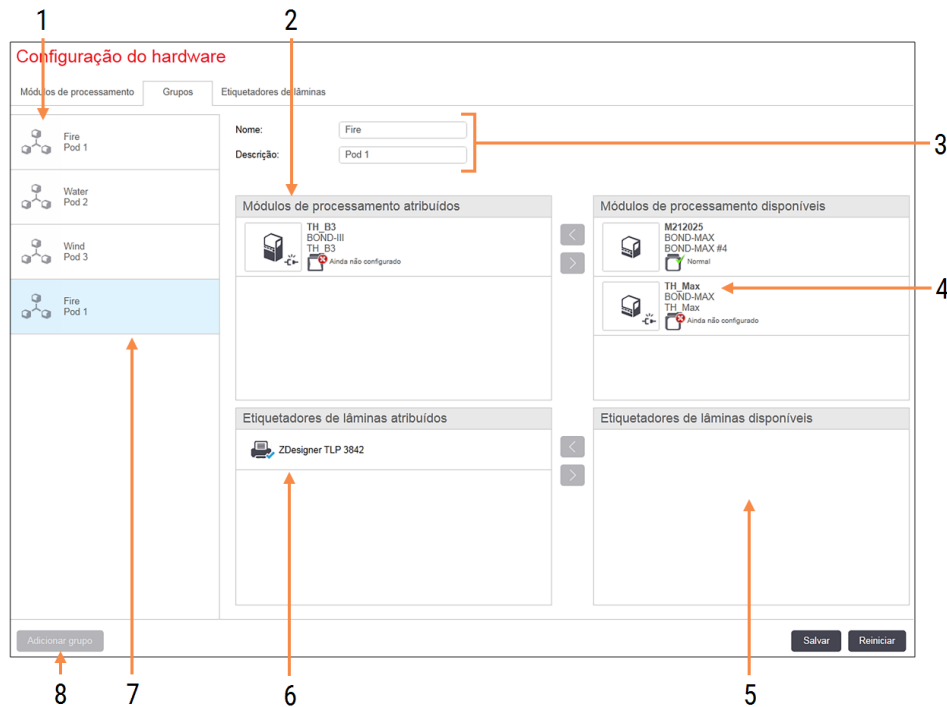 1
2
Configuração do hardware
Módulos de processamento
Grupos
Etiquetadores de lâminas
Fire
Pod 1
Water
Pod 2
Wind
Pod 3
Fire
Pod 1
Nome:
Fire
Descrição:
Pod 1
3
Módulos de processamento atribuídos
TH_B3
BOND-III
TH_B3
Ainda não configurado
<
>
Módulos de processamento disponíveis
M212025
BOND-MAX
BOND-MAX #4
Normal
TH_Max
BOND-MAX
TH_Max
Ainda não configurado
4
Etiquetadores de lâminas atribuídos
ZDesigner TLP 3842
<
>
Etiquetadores de lâminas disponíveis
Adicionar grupo
Salvar
Reiniciar
8
7
6
5